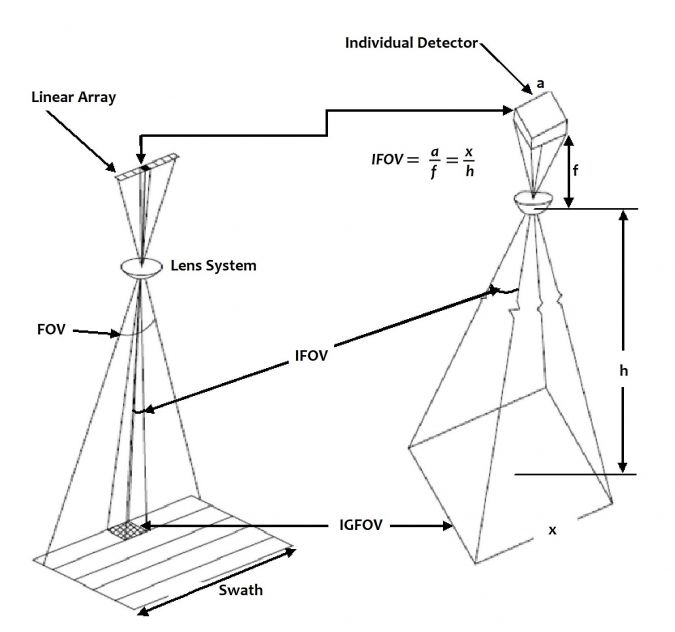 Individual Detector
a
Linear Array
IFOV = a/f = x/h
f
Lens System
FOV
IFOV
h
IGFOV
x
Swath